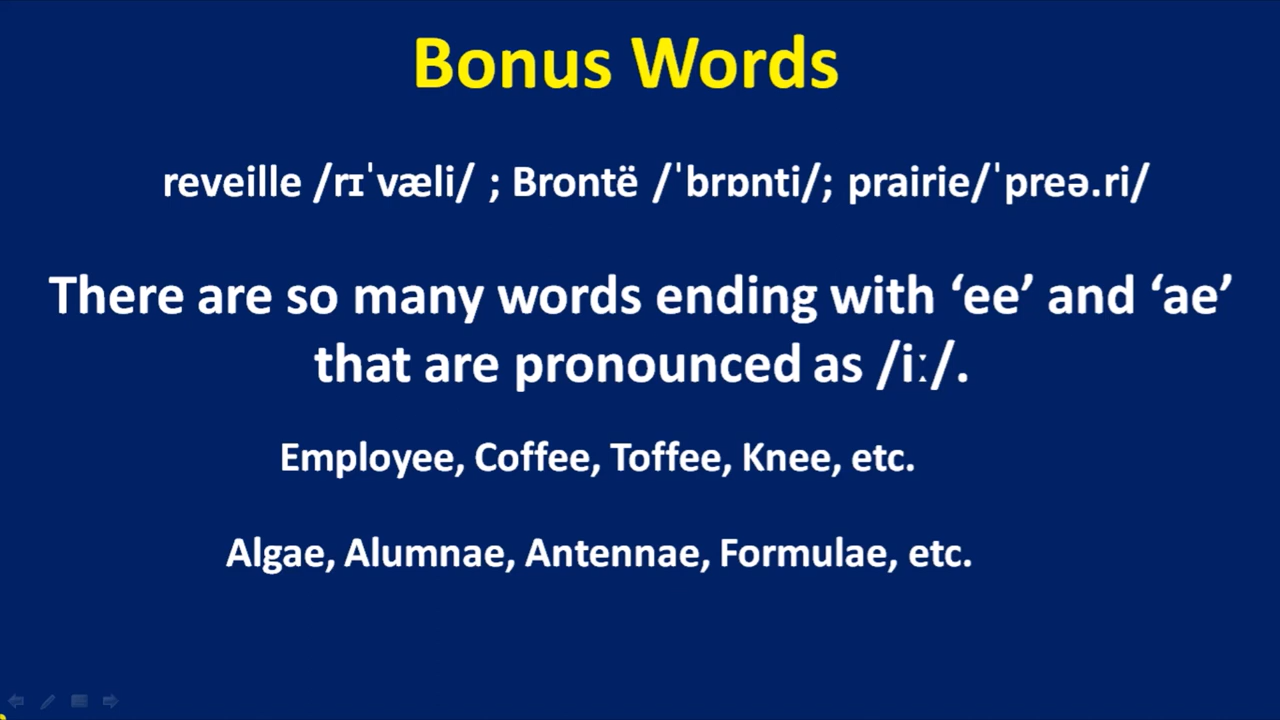 Bonus Words
reveille /rɪˈvæli/ ; Brontë /ˈbrɒnti/; prairie/ˈpreə.ri/
There are so many words ending with ‘ee’ and ‘ae’
that are pronounced as /iː/.
Employee, Coffee, Toffee, Knee, etc.
Algae, Alumnae, Antennae, Formulae, etc.